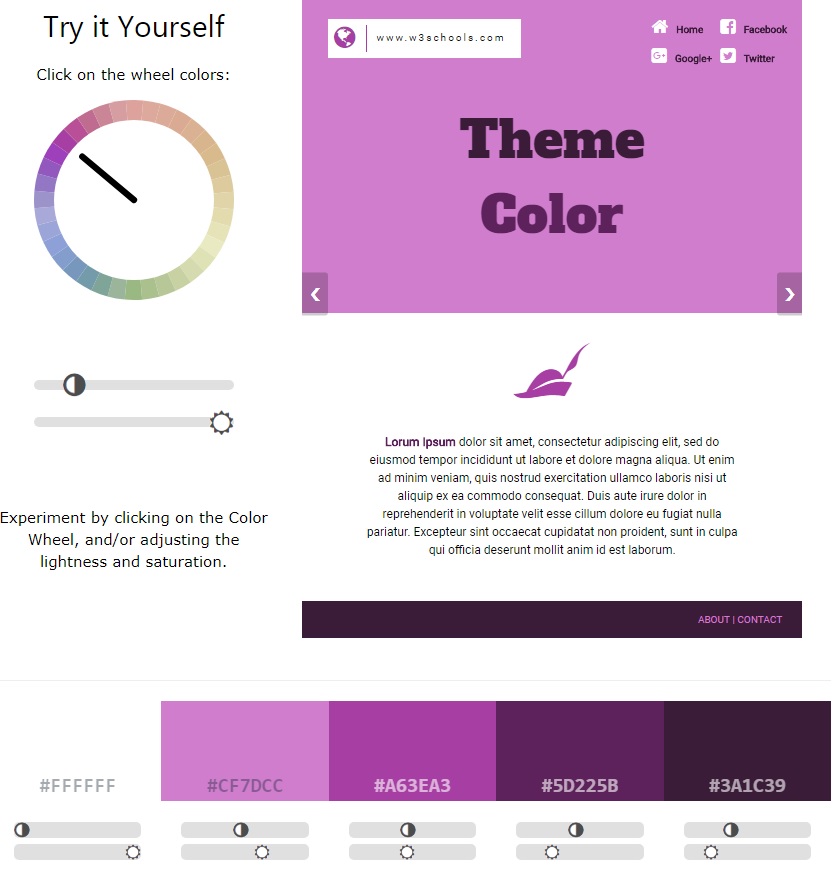 Try it Yourself
Click on the wheel colors:
Experiment by clicking on the Color
Wheel, and/or adjusting the
lightness and saturation.
www.w3schools.com
Home
Facebook
G+ Google+
Twitter
Theme
Color
Lorum Ipsum dolor sit amet, consectetur adipiscing elit, sed do
eiusmod tempor incididunt ut labore et dolore magna aliqua. Ut enim
ad minim veniam, quis nostrud exercitation ullamco laboris nisi ut
aliquip ex ea commodo consequat. Duis aute irure dolor in
reprehenderit in voluptate velit esse cillum dolore eu fugiat nulla
pariatur. Excepteur sint occaecat cupidatat non proident, sunt in culpa
qui officia deserunt mollit anim id est laborum.
ABOUT | CONTACT
#FFFFFF
#CF7DCC
#A63EA3
#5D225B
#3A1C39